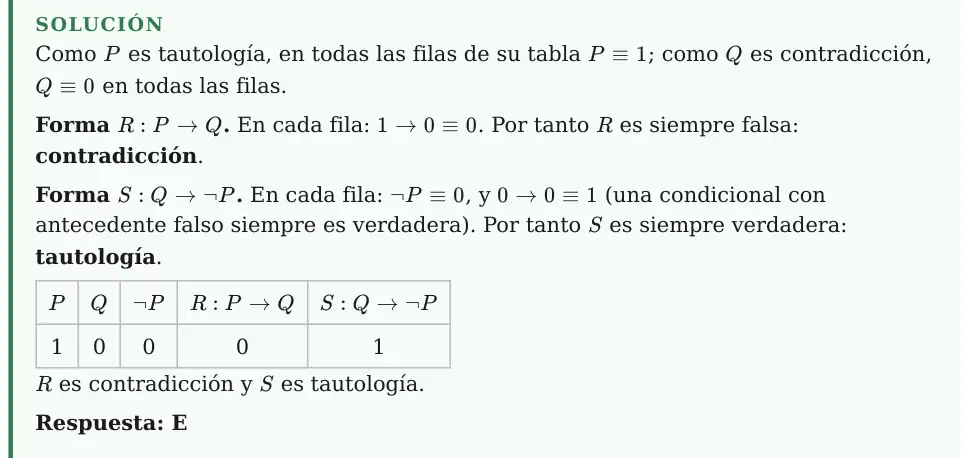 SOLUCIÓN
Como P es tautología, en todas las filas de su tabla P ≡ 1; como Q es contradicción,
Q ≡ 0 en todas las filas.
Forma R : P → Q. En cada fila: 1 → 0 ≡ 0. Por tanto R es siempre falsa:
contradicción.
Forma S : Q → ¬P. En cada fila: ¬P ≡ 0, y 0 → 0 ≡ 1 (una condicional con
antecedente falso siempre es verdadera). Por tanto S es siempre verdadera:
tautología.
P Q ¬P R : P → Q S : Q → ¬P
1 0 0 0 1
R es contradicción y S es tautología.
Respuesta: E